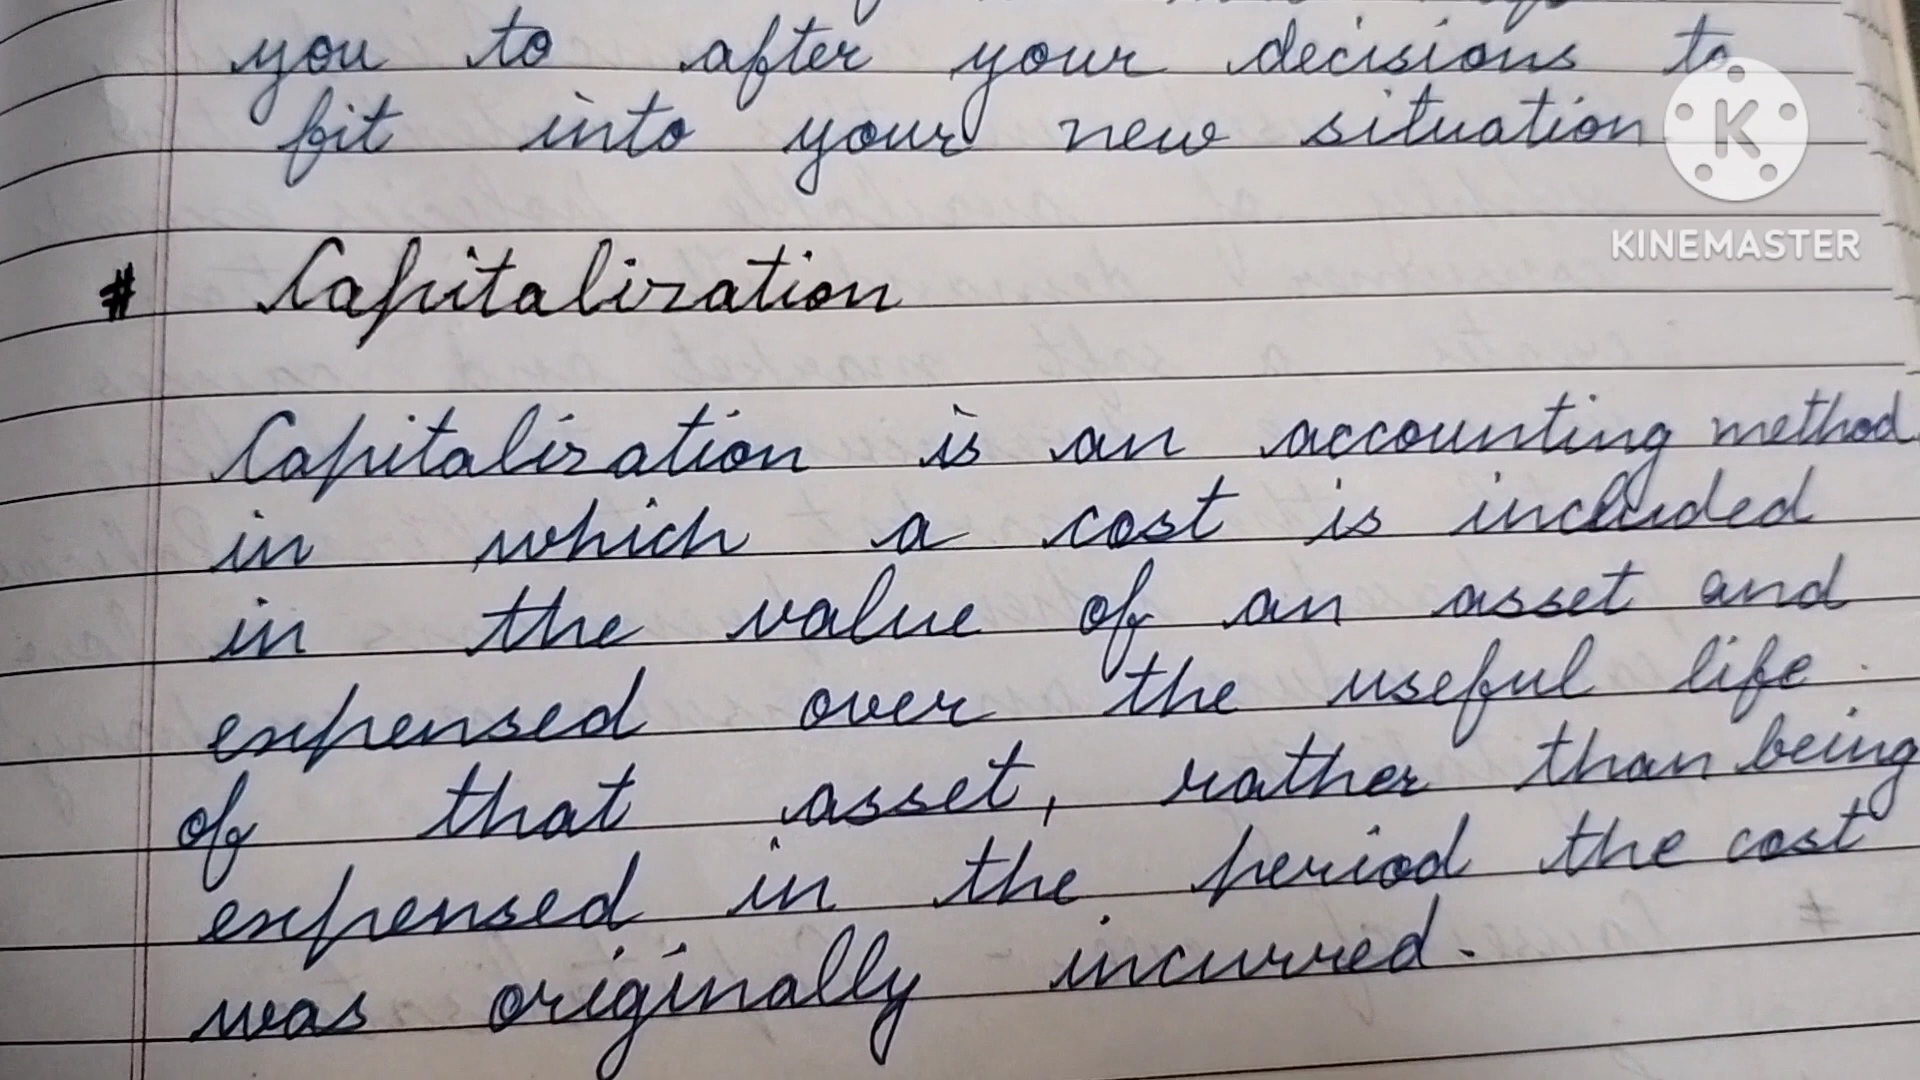 you to after your decisions to
fit into your new situation
K
KINEMASTER
# Capitalization
Capitalization is an accounting method
in which a cost is included
in the value of an asset and
expensed over the useful life
of that asset, rather than being
expensed in the period the cost
was originally incurred.